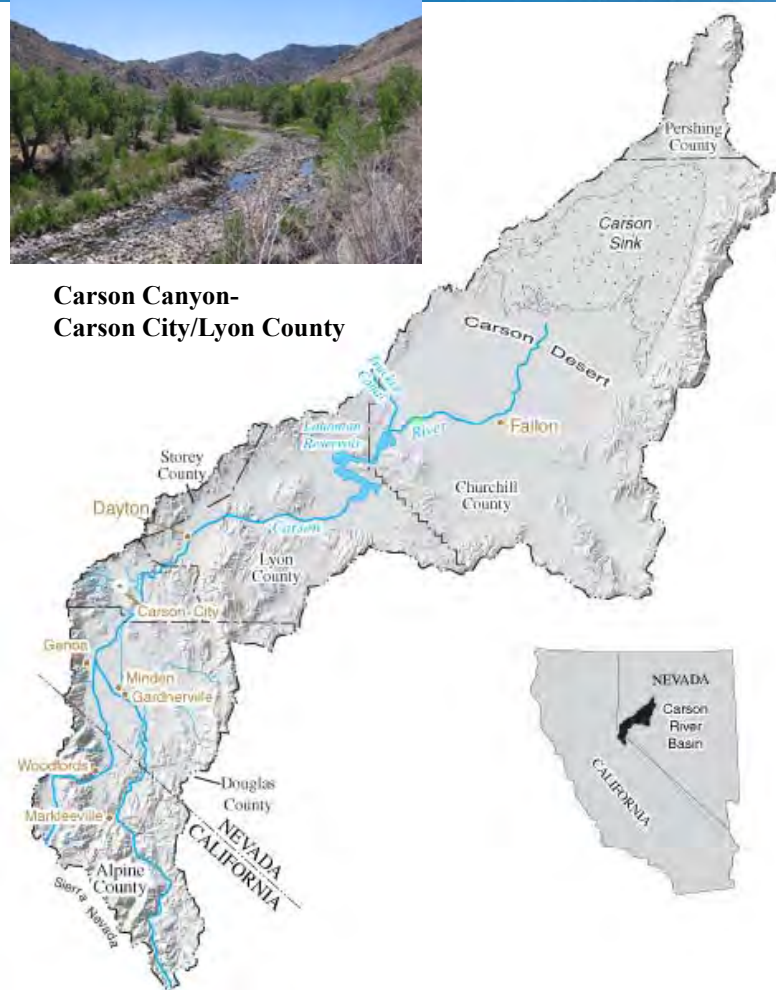 Carson Canyon-
Carson City/Lyon County
Pershing
County
Carson
Sink
Carson Desert
Truckee
Canal
Lahontan
Reservoir
River
Fallon
Storey
County
Churchill
County
Dayton
Carson
Lyon
County
Carson City
Genoa
Minden
Gardnerville
Woodfords
Douglas
County
Markleeville
NEVADA
CALIFORNIA
Alpine
County
Sierra Nevada
NEVADA
Carson
River
Basin
CALIFORNIA